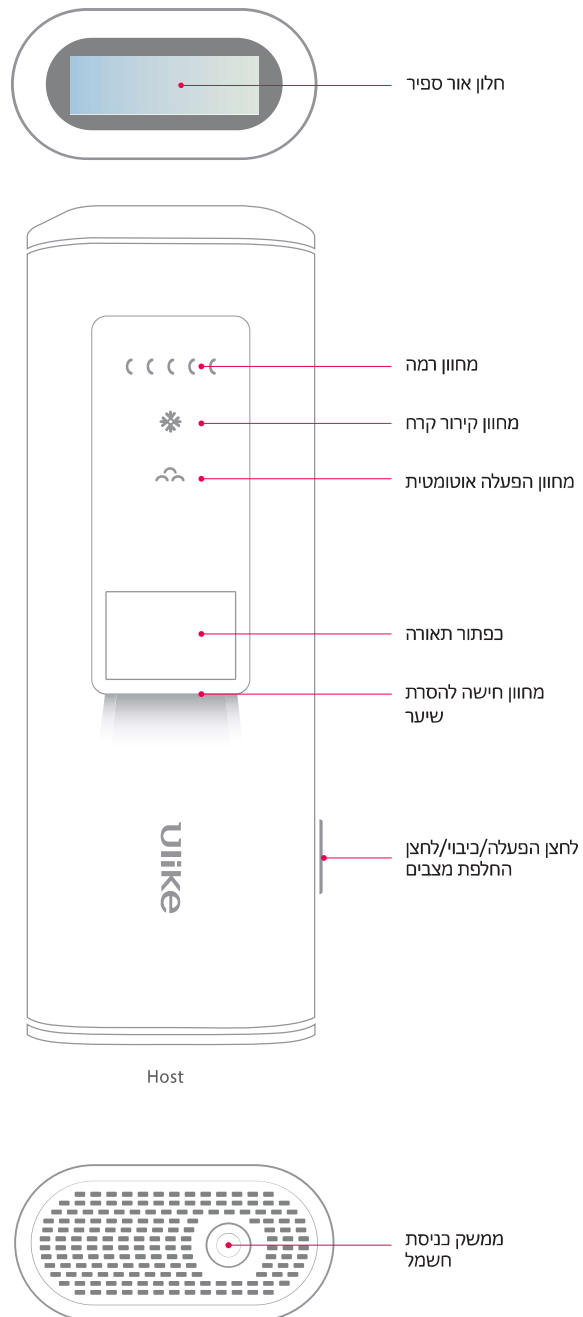 חלון אור ספיר
מחוון רמה
מחוון קירור קרח
מחוון הפעלה אוטומטית
כפתור תאורה
מחוון חישה להסרת
שיער
לחצן הפעלה/כיבוי/לחצן
החלפת מצבים
Ulike
Host
ממשק כניסת
חשמל